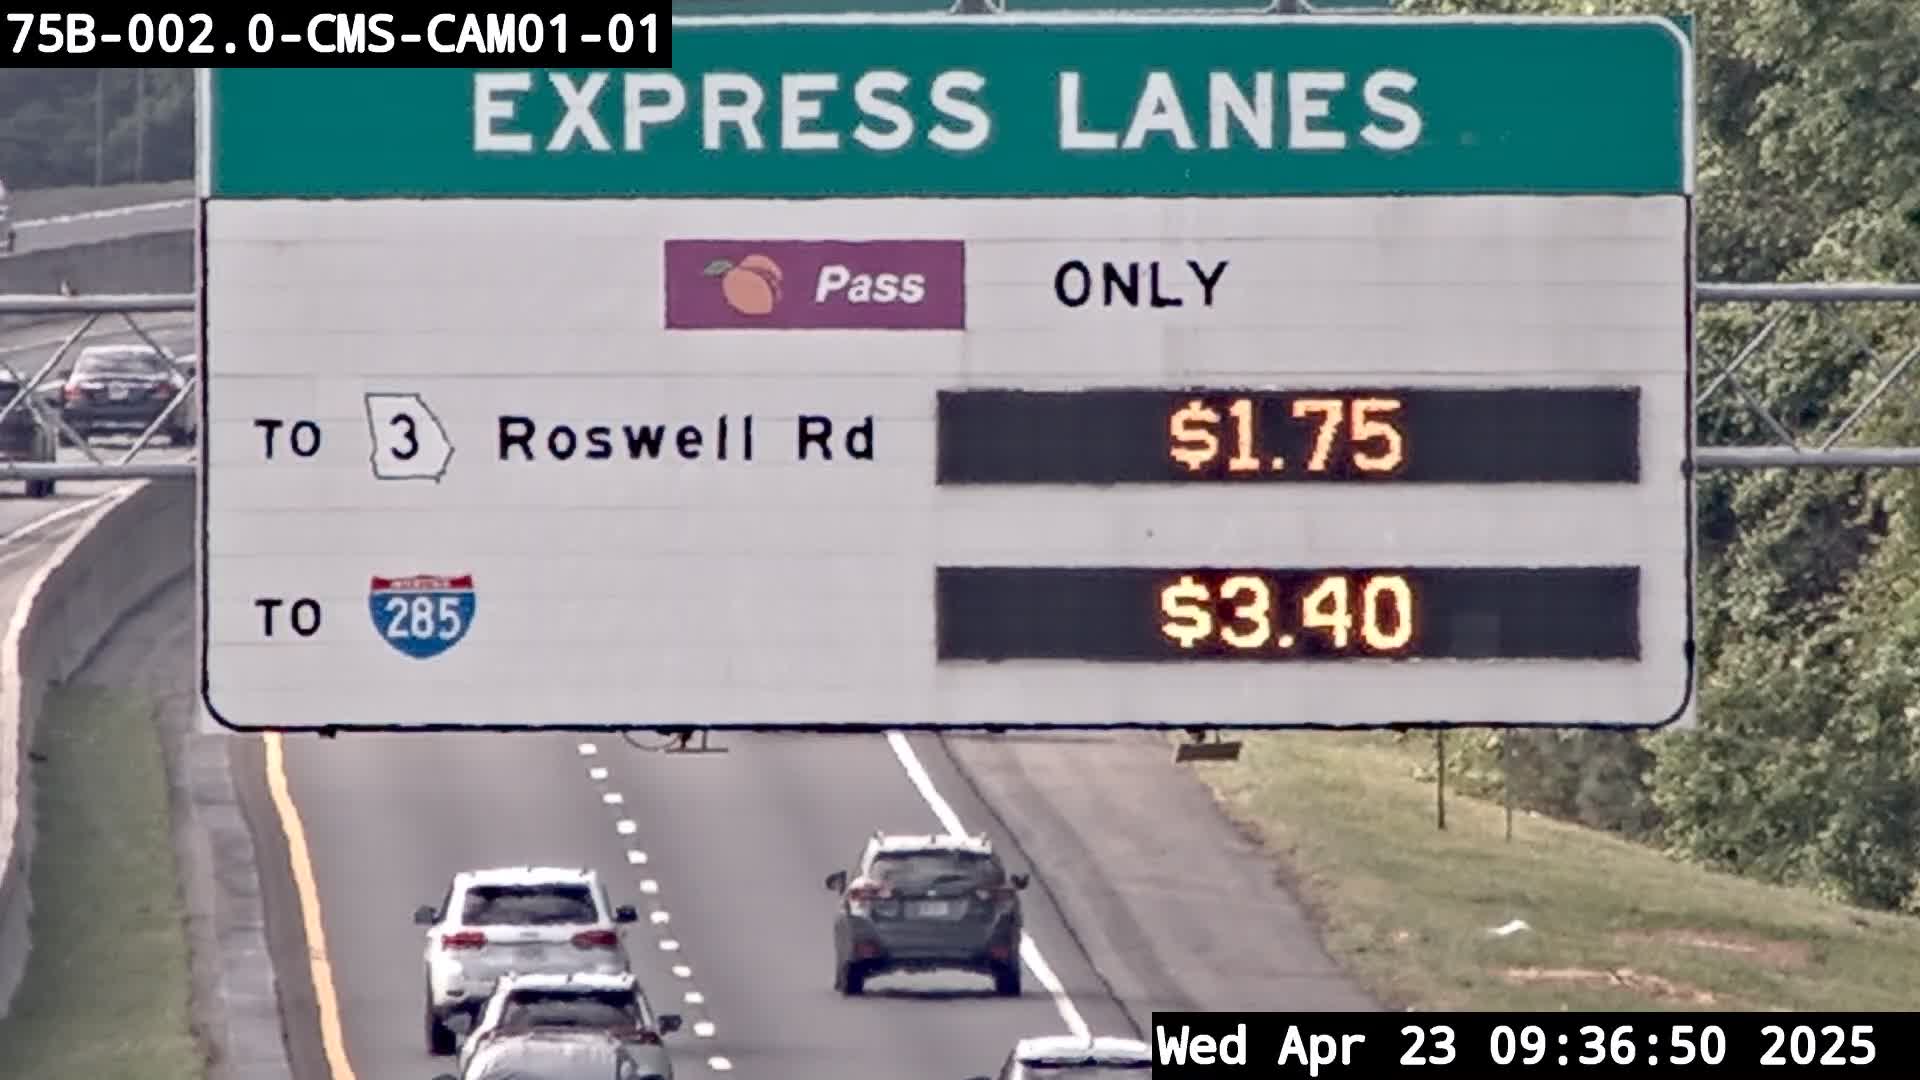 75B-002.0-CMS-CAM01-01
EXPRESS LANES
Pass ONLY
TO 3 Roswell Rd $1.75
TO 285 $3.40
Wed Apr 23 09:36:50 2025